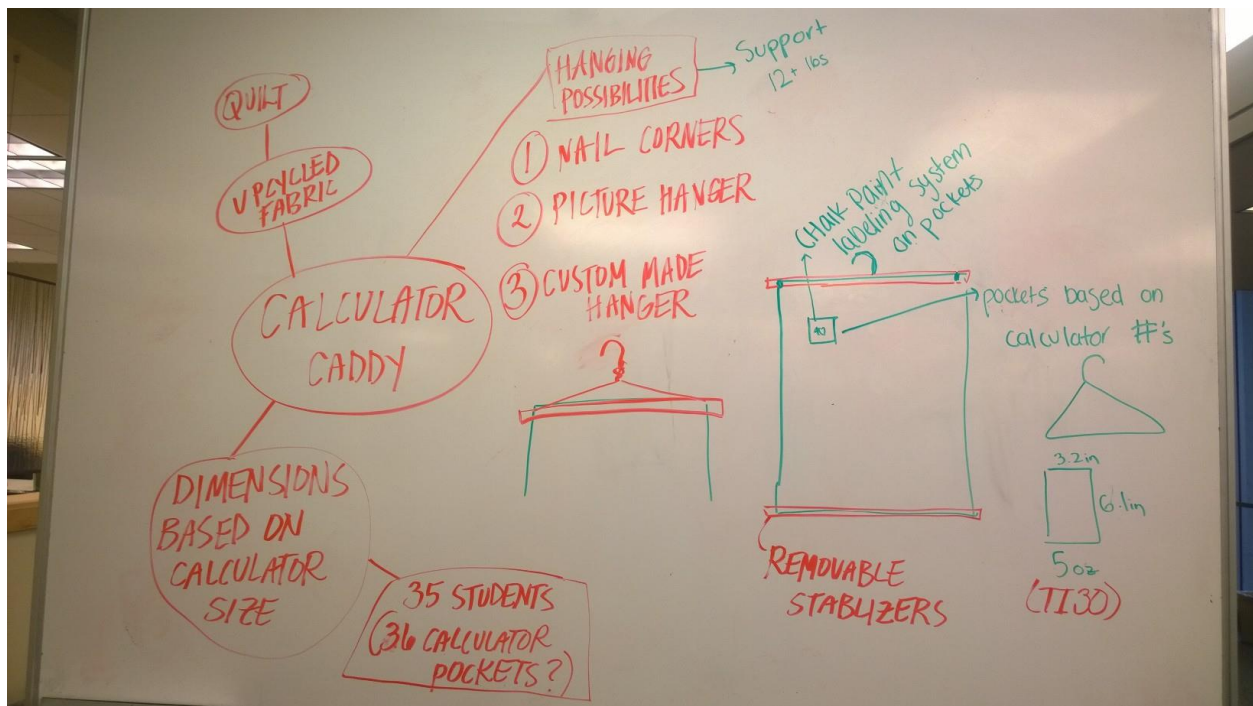 QUILT
UPCYCLED
FABRIC
CALCULATOR
CADDY
DIMENSIONS
BASED ON
CALCULATOR
SIZE
35 STUDENTS
(36 CALCULATOR
POCKETS?)
HANGING
POSSIBILITIES
Support
12+ lbs
① NAIL CORNERS
② PICTURE HANGER
③ CUSTOM MADE
HANGER
CHalk Paint
labeling system
on pockets
pockets based on
calculator #'s
REMOVABLE
STABLIZERS
3.2in
6.1in
5oz
(TI30)